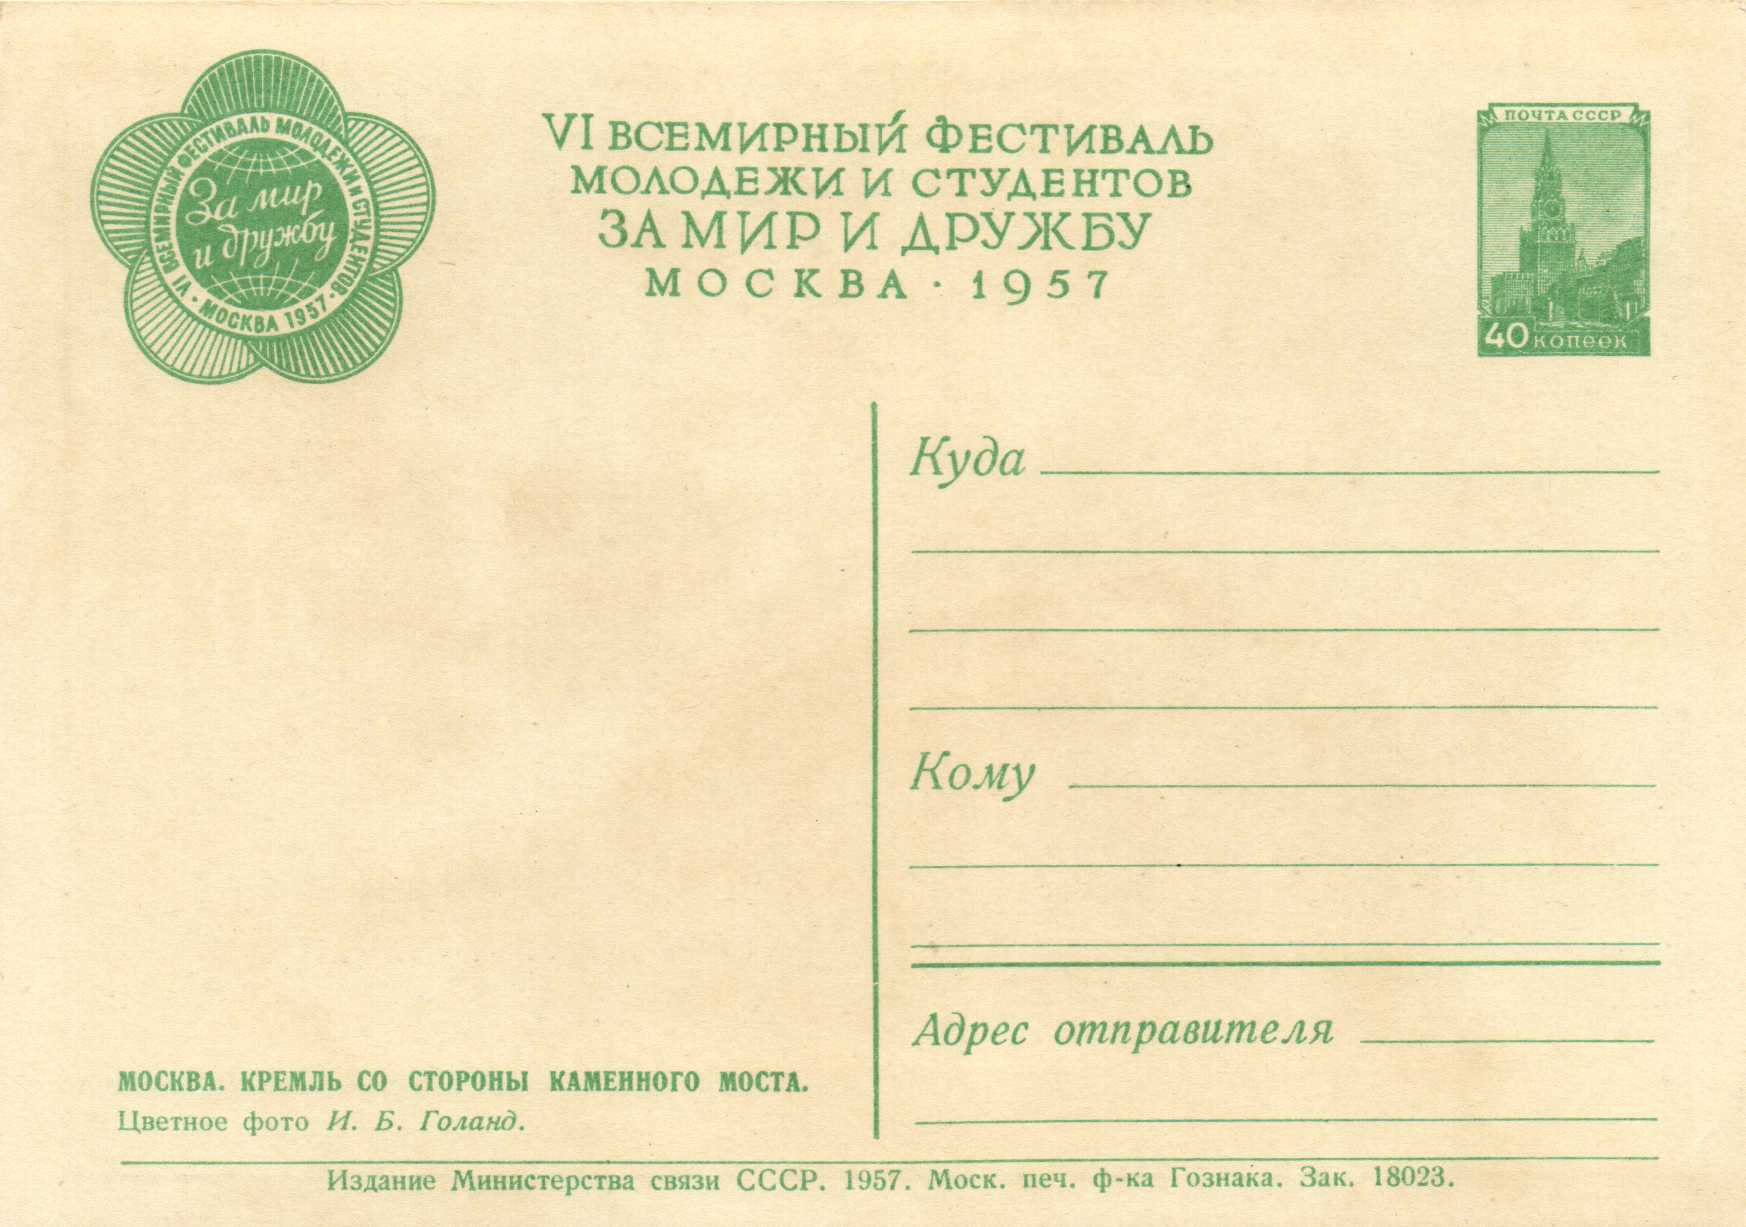 VI ВСЕМИРНЫЙ ФЕСТИВАЛЬ МОЛОДЕЖИ И СТУДЕНТОВ
За мир
и дружбу
• МОСКВА 1957 •
VI ВСЕМИРНЫЙ ФЕСТИВАЛЬ
МОЛОДЕЖИ И СТУДЕНТОВ
ЗА МИР И ДРУЖБУ
МОСКВА · 1957
ПОЧТА СССР
40 КОПЕЕК
Куда
Кому
Адрес отправителя
МОСКВА. КРЕМЛЬ СО СТОРОНЫ КАМЕННОГО МОСТА.
Цветное фото И. Б. Голанд.
Издание Министерства связи СССР. 1957. Моск. печ. ф-ка Гознака. Зак. 18023.